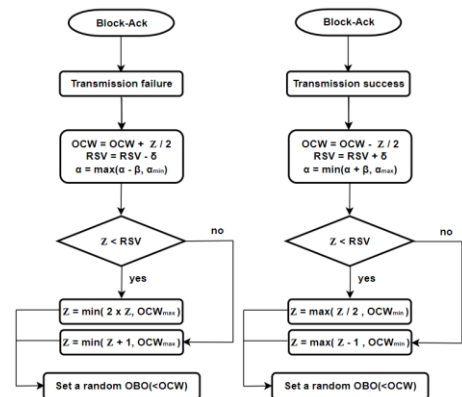 Block-Ack
Transmission failure
OCW = OCW + Z / 2
RSV = RSV - δ
α = max(α - β, αmin)
Z < RSV
no
yes
Z = min( 2 x Z, OCWmax)
Z = min( Z + 1, OCWmax)
Set a random OBO(<OCW)
Block-Ack
Transmission success
OCW = OCW - Z / 2
RSV = RSV + δ
α = min(α + β, αmax)
Z < RSV
no
yes
Z = max( Z / 2 , OCWmin)
Z = max( Z - 1 , OCWmin)
Set a random OBO(<OCW)